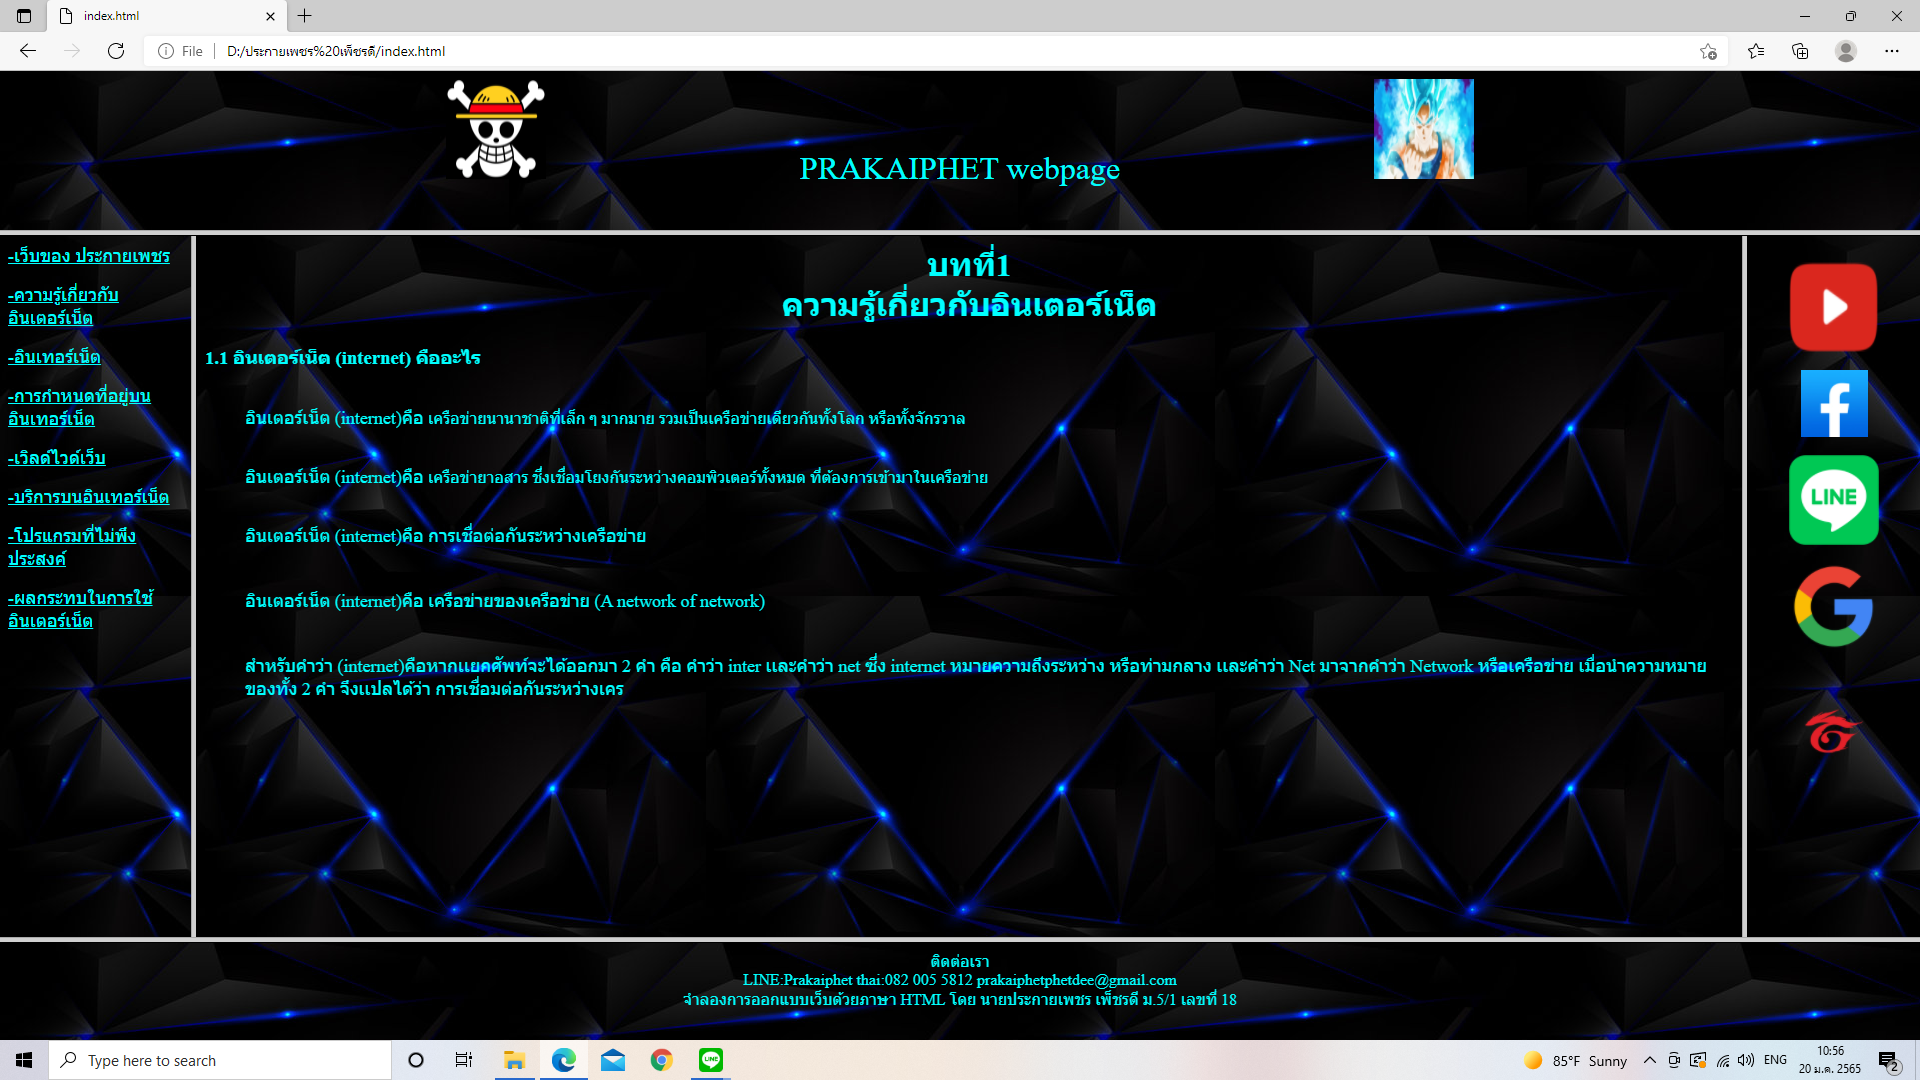 index.html
File
D:/ประกายเพชร%20เพ็ชรดี/index.html
PRAKAIPHET webpage
-เว็บของ ประกายเพชร
-ความรู้เกี่ยวกับ
อินเตอร์เน็ต
-อินเทอร์เน็ต
-การกำหนดที่อยู่บน
อินเทอร์เน็ต
-เวิลด์ไวด์เว็บ
-บริการบนอินเทอร์เน็ต
-โปรแกรมที่ไม่พึง
ประสงค์
-ผลกระทบในการใช้
อินเตอร์เน็ต
บทที่1
ความรู้เกี่ยวกับอินเตอร์เน็ต
1.1 อินเตอร์เน็ต (internet) คืออะไร
อินเตอร์เน็ต (internet)คือ เครือข่ายนานาชาติที่เล็ก ๆ มากมาย รวมเป็นเครือข่ายเดียวกันทั้งโลก หรือทั้งจักรวาล
อินเตอร์เน็ต (internet)คือ เครือข่ายาอสาร ซึ่งเชื่อมโยงกันระหว่างคอมพิวเตอร์ทั้งหมด ที่ต้องการเข้ามาในเครือข่าย
อินเตอร์เน็ต (internet)คือ การเชื่อต่อกันระหว่างเครือข่าย
อินเตอร์เน็ต (internet)คือ เครือข่ายของเครือข่าย (A network of network)
สำหรับคำว่า (internet)คือหากแยคศัพท์จะได้ออกมา 2 คำ คือ คำว่า inter และคำว่า net ซึ่ง internet หมายความถึงระหว่าง หรือท่ามกลาง และคำว่า Net มาจากคำว่า Network หรือเครือข่าย เมื่อนำความหมาย
ของทั้ง 2 คำ จึงแปลได้ว่า การเชื่อมต่อกันระหว่างเคร
LINE
ติดต่อเรา
LINE:Prakaiphet thai:082 005 5812 prakaiphetphetdee@gmail.com
จำลองการออกแบบเว็บด้วยภาษา HTML โดย นายประกายเพชร เพ็ชรดี ม.5/1 เลขที่ 18
Type here to search
LINE
85°F Sunny
ENG
10:56
20 ม.ค. 2565
2